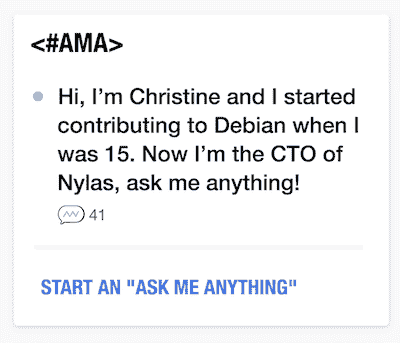 <#AMA>
Hi, I’m Christine and I started
contributing to Debian when I
was 15. Now I’m the CTO of
Nylas, ask me anything!
41
START AN "ASK ME ANYTHING"